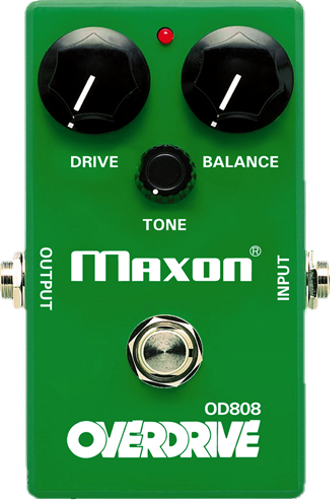 DRIVE
BALANCE
TONE
MAXON®
OUTPUT
INPUT
OD808
OVERDRIVE